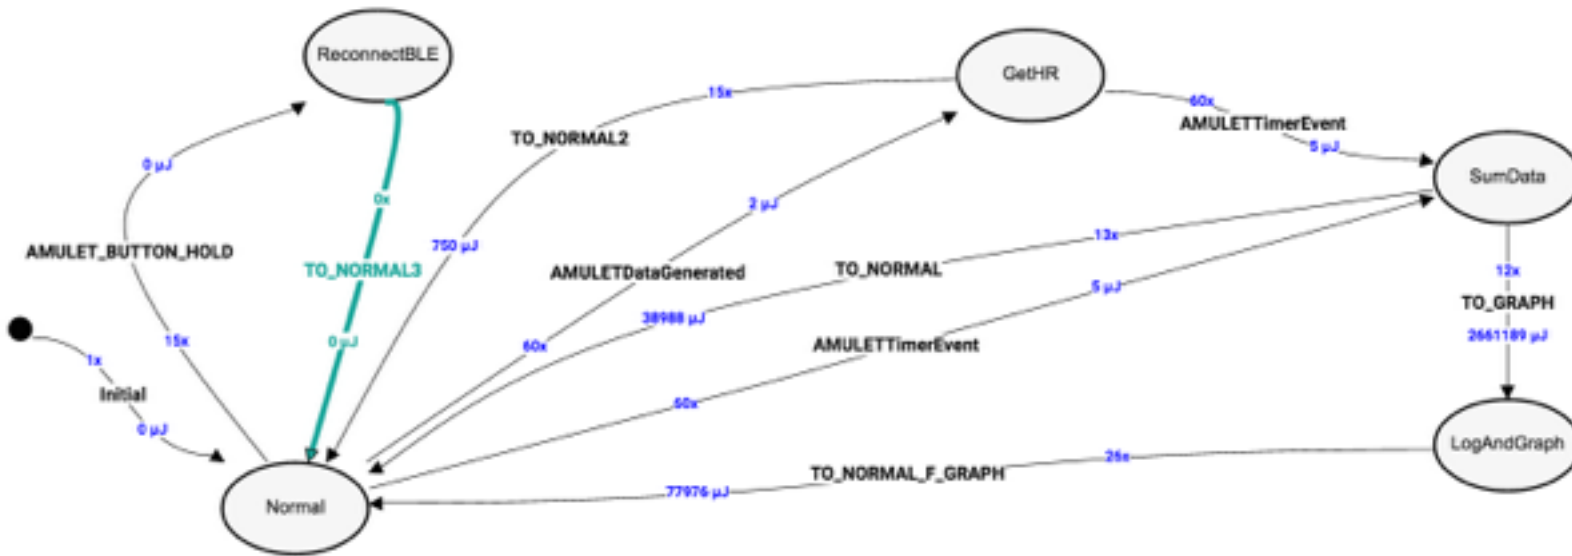 ReconnectBLE
GetHR
15x
60x
TO_NORMAL2
AMULETTimerEvent
5 µJ
0 µJ
SumData
0x
2 µJ
AMULET_BUTTON_HOLD
750 µJ
13x
TO_NORMAL3
AMULETDataGenerated
TO_NORMAL
12x
5 µJ
TO_GRAPH
38988 µJ
2661189 µJ
15x
0 µJ
60x
AMULETTimerEvent
1x
Initial
60x
0 µJ
LogAndGraph
26x
TO_NORMAL_F_GRAPH
77976 µJ
Normal